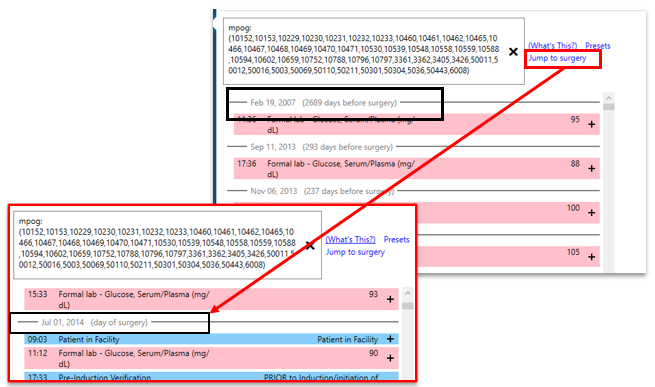 mpog:
(10152,10153,10229,10230,10231,10232,10233,10460,10461,10462,10465,10
466,10467,10468,10469,10470,10471,10530,10539,10548,10558,10559,10588
,10594,10602,10659,10752,10788,10796,10797,3361,3362,3405,3426,50011,5
0012,50016,5003,50069,50110,50211,50301,50304,5036,50443,6008)
(What's This?) Presets
Jump to surgery
Feb 19, 2007 (2689 days before surgery)
11:36 Formal lab - Glucose, Serum/Plasma (mg/ 95 +
dL)
Sep 11, 2013 (293 days before surgery)
17:36 Formal lab - Glucose, Serum/Plasma (mg/ 88 +
dL)
Nov 06, 2013 (237 days before surgery)
100 +
105 +
mpog:
(10152,10153,10229,10230,10231,10232,10233,10460,10461,10462,10465,10
466,10467,10468,10469,10470,10471,10530,10539,10548,10558,10559,10588
,10594,10602,10659,10752,10788,10796,10797,3361,3362,3405,3426,50011,5
0012,50016,5003,50069,50110,50211,50301,50304,5036,50443,6008)
(What's This?) Presets
Jump to surgery
15:33 Formal lab - Glucose, Serum/Plasma (mg/ 93 +
dL)
Jul 01, 2014 (day of surgery)
09:03 Patient in Facility Patient in Facility +
11:12 Formal lab - Glucose, Serum/Plasma (mg/ 90 +
dL)
17:33 Pre-Induction Verification PRIOR to Induction/initiation of